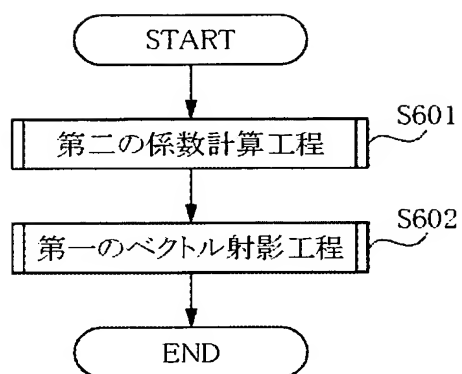 START
第二の係数計算工程
S601
第一のベクトル射影工程
S602
END